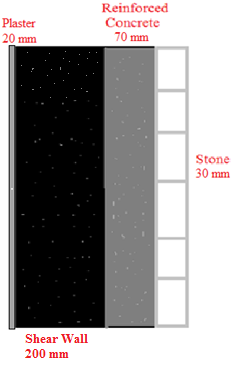 Plaster
20 mm
Reinforced
Concrete
70 mm
Stone
30 mm
Shear Wall
200 mm